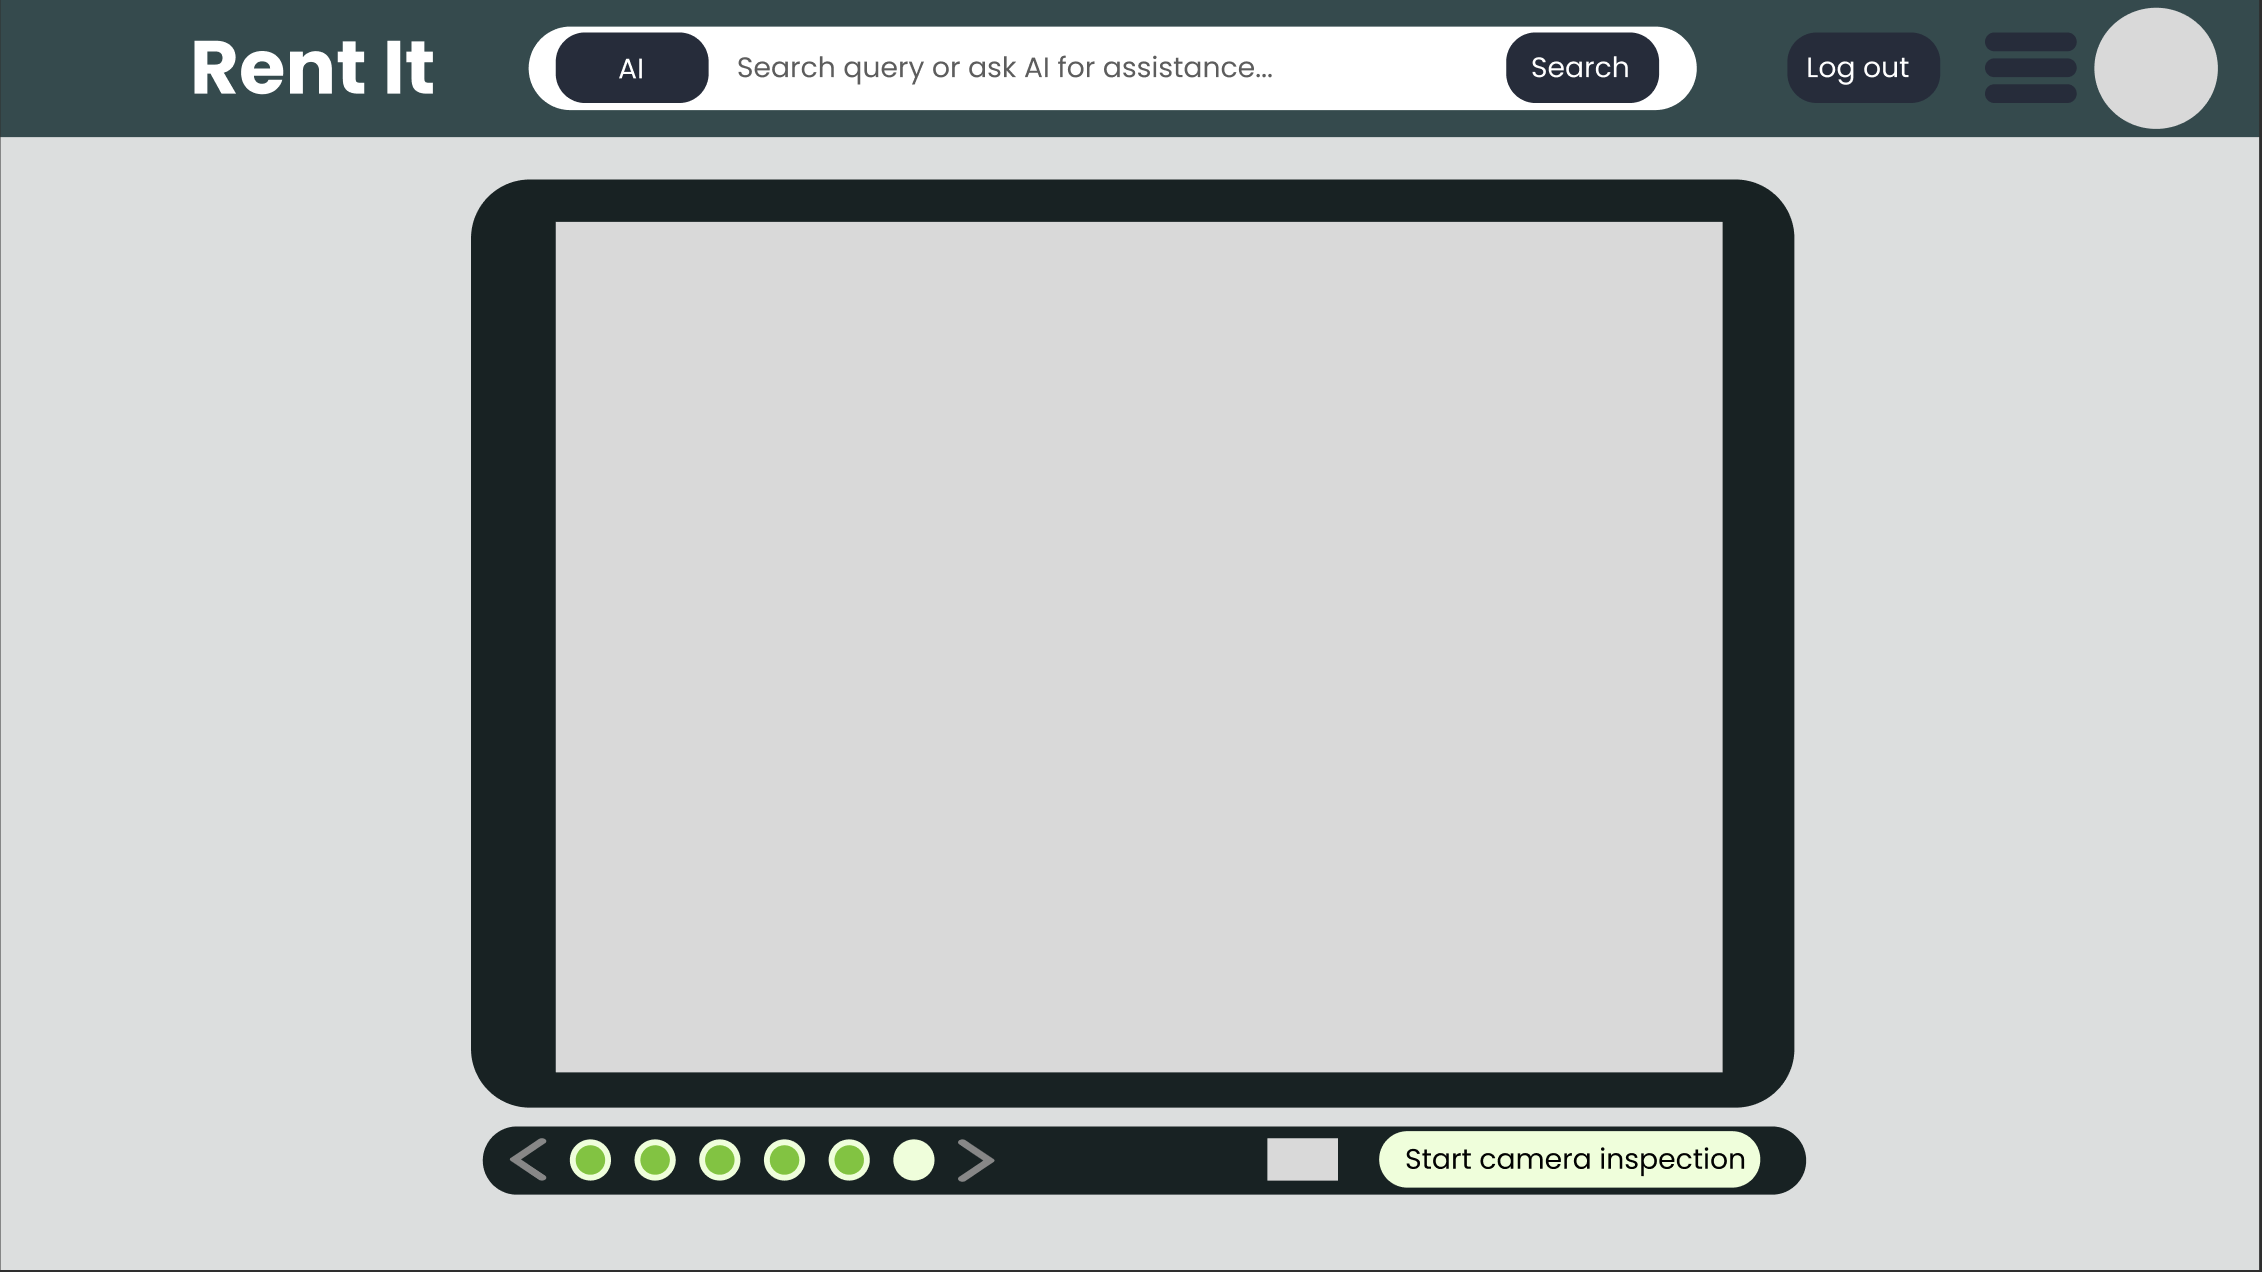 Rent It
AI
Search query or ask AI for assistance...
Search
Log out
Start camera inspection